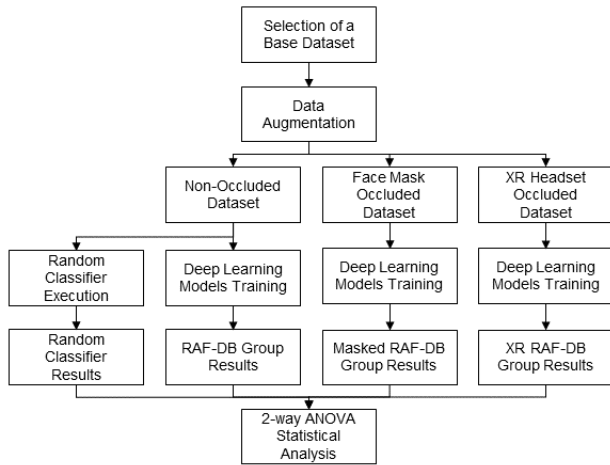 Selection of a
Base Dataset
Data
Augmentation
Non-Occluded
Dataset
Face Mask
Occluded
Dataset
XR Headset
Occluded
Dataset
Random
Classifier
Execution
Deep Learning
Models Training
Deep Learning
Models Training
Deep Learning
Models Training
Random
Classifier
Results
RAF-DB Group
Results
Masked RAF-DB
Group Results
XR RAF-DB
Group Results
2-way ANOVA
Statistical
Analysis